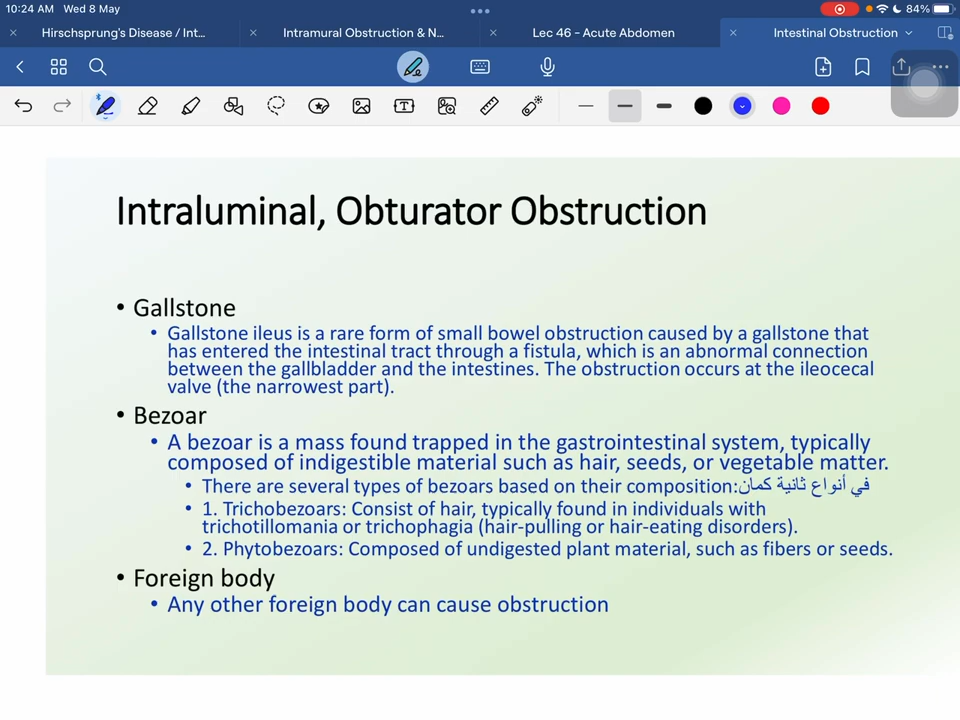 10:24 AM Wed 8 May
84%
Hirschsprung's Disease / Int...
Intramural Obstruction & N...
Lec 46 - Acute Abdomen
Intestinal Obstruction
Intraluminal, Obturator Obstruction
• Gallstone
• Gallstone ileus is a rare form of small bowel obstruction caused by a gallstone that
has entered the intestinal tract through a fistula, which is an abnormal connection
between the gallbladder and the intestines. The obstruction occurs at the ileocecal
valve (the narrowest part).
• Bezoar
• A bezoar is a mass found trapped in the gastrointestinal system, typically
composed of indigestible material such as hair, seeds, or vegetable matter.
• There are several types of bezoars based on their composition:في أنواع ثانية كمان
• 1. Trichobezoars: Consist of hair, typically found in individuals with
trichotillomania or trichophagia (hair-pulling or hair-eating disorders).
• 2. Phytobezoars: Composed of undigested plant material, such as fibers or seeds.
• Foreign body
• Any other foreign body can cause obstruction